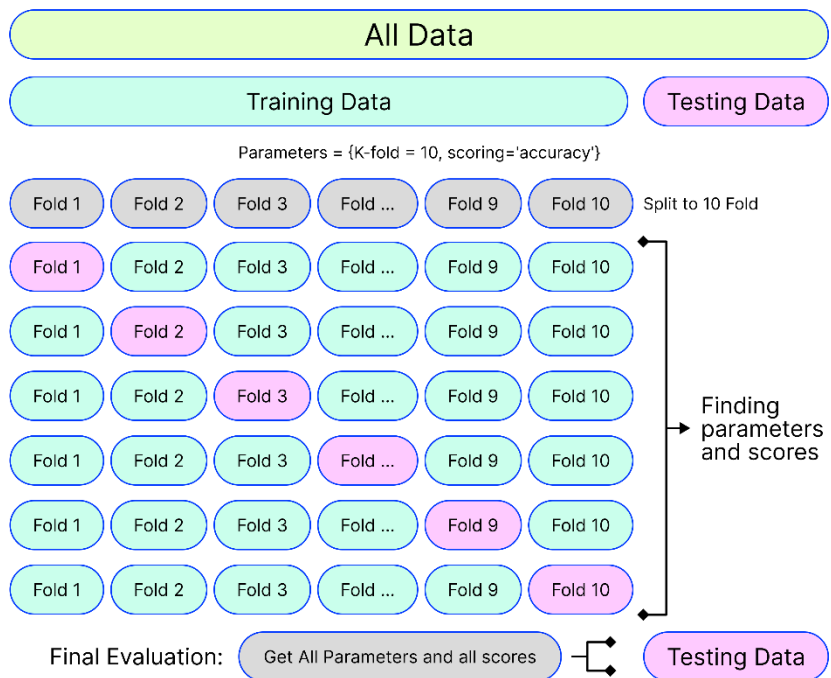 All Data
Training Data Testing Data
Parameters = {K-fold = 10, scoring='accuracy'}
Fold 1 Fold 2 Fold 3 Fold ... Fold 9 Fold 10 Split to 10 Fold
Fold 1 Fold 2 Fold 3 Fold ... Fold 9 Fold 10
Fold 1 Fold 2 Fold 3 Fold ... Fold 9 Fold 10
Fold 1 Fold 2 Fold 3 Fold ... Fold 9 Fold 10
Fold 1 Fold 2 Fold 3 Fold ... Fold 9 Fold 10
Fold 1 Fold 2 Fold 3 Fold ... Fold 9 Fold 10
Fold 1 Fold 2 Fold 3 Fold ... Fold 9 Fold 10
Finding
parameters
and scores
Final Evaluation: Get All Parameters and all scores Testing Data